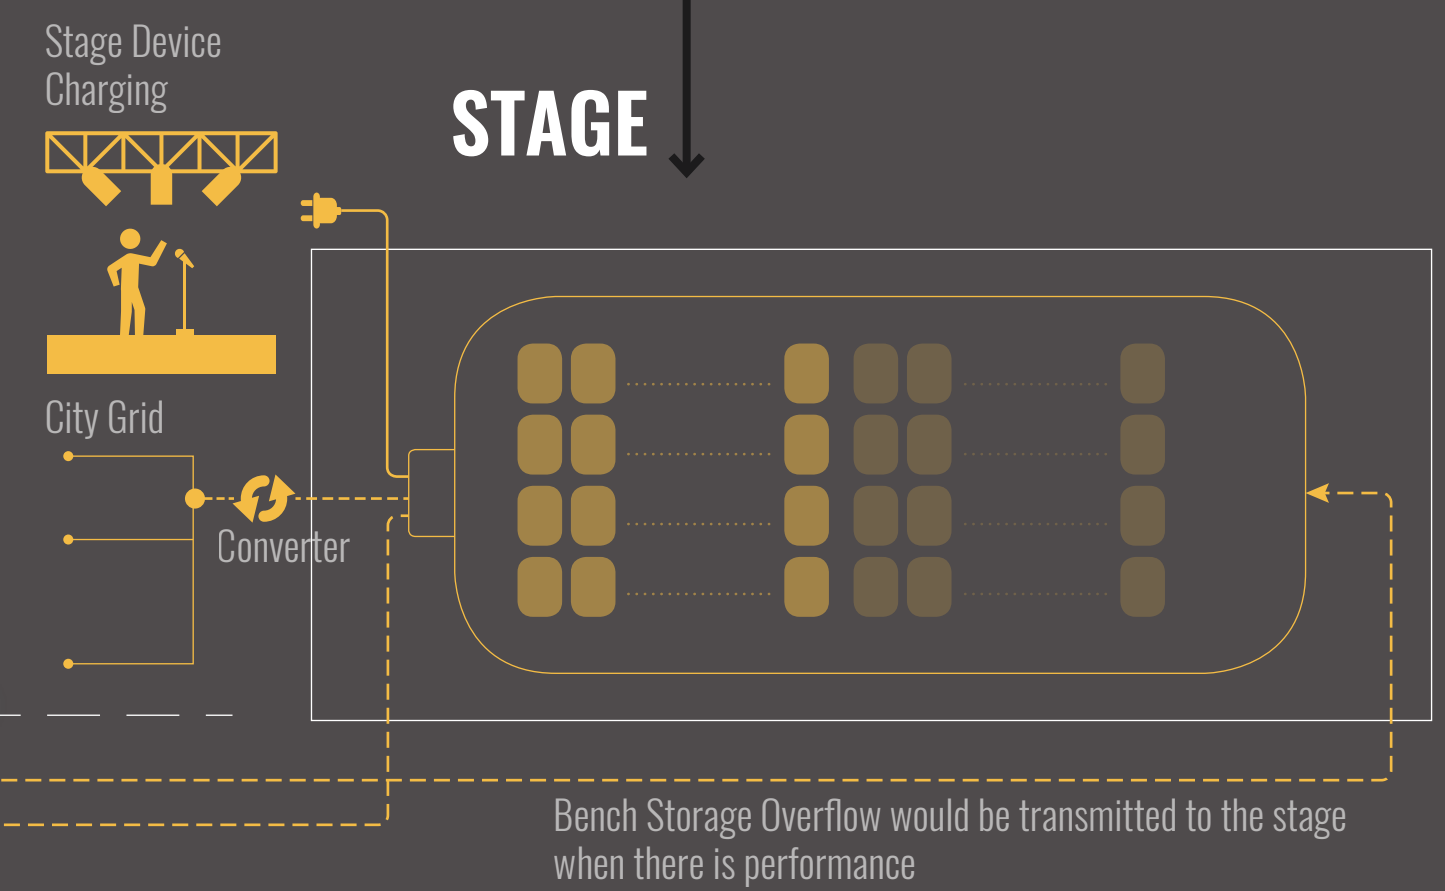 Stage Device
Charging
STAGE
City Grid
Converter
Bench Storage Overflow would be transmitted to the stage
when there is performance